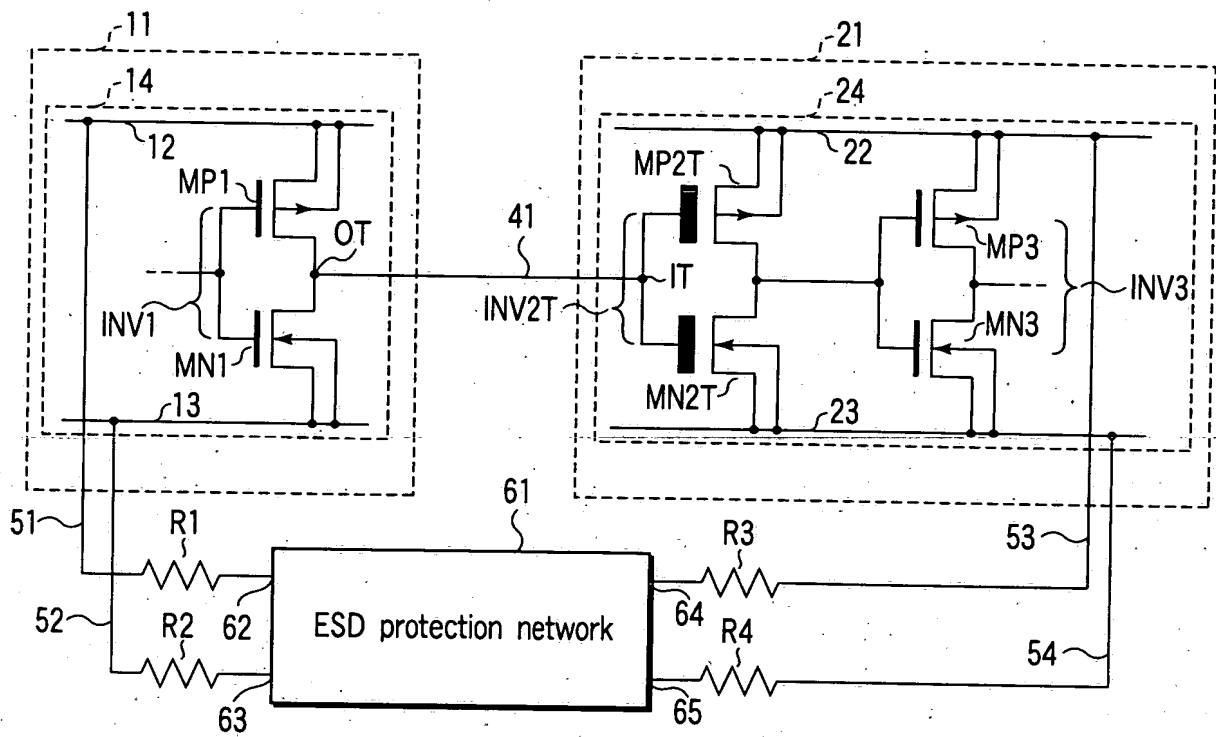 11
21
14
24
12
22
MP1
MP2T
OT
41
IT
MP3
INV1
INV2T
INV3
MN1
MN3
MN2T
13
23
51
R1
61
R3
53
62
64
52
R2
ESD protection network
R4
54
63
65